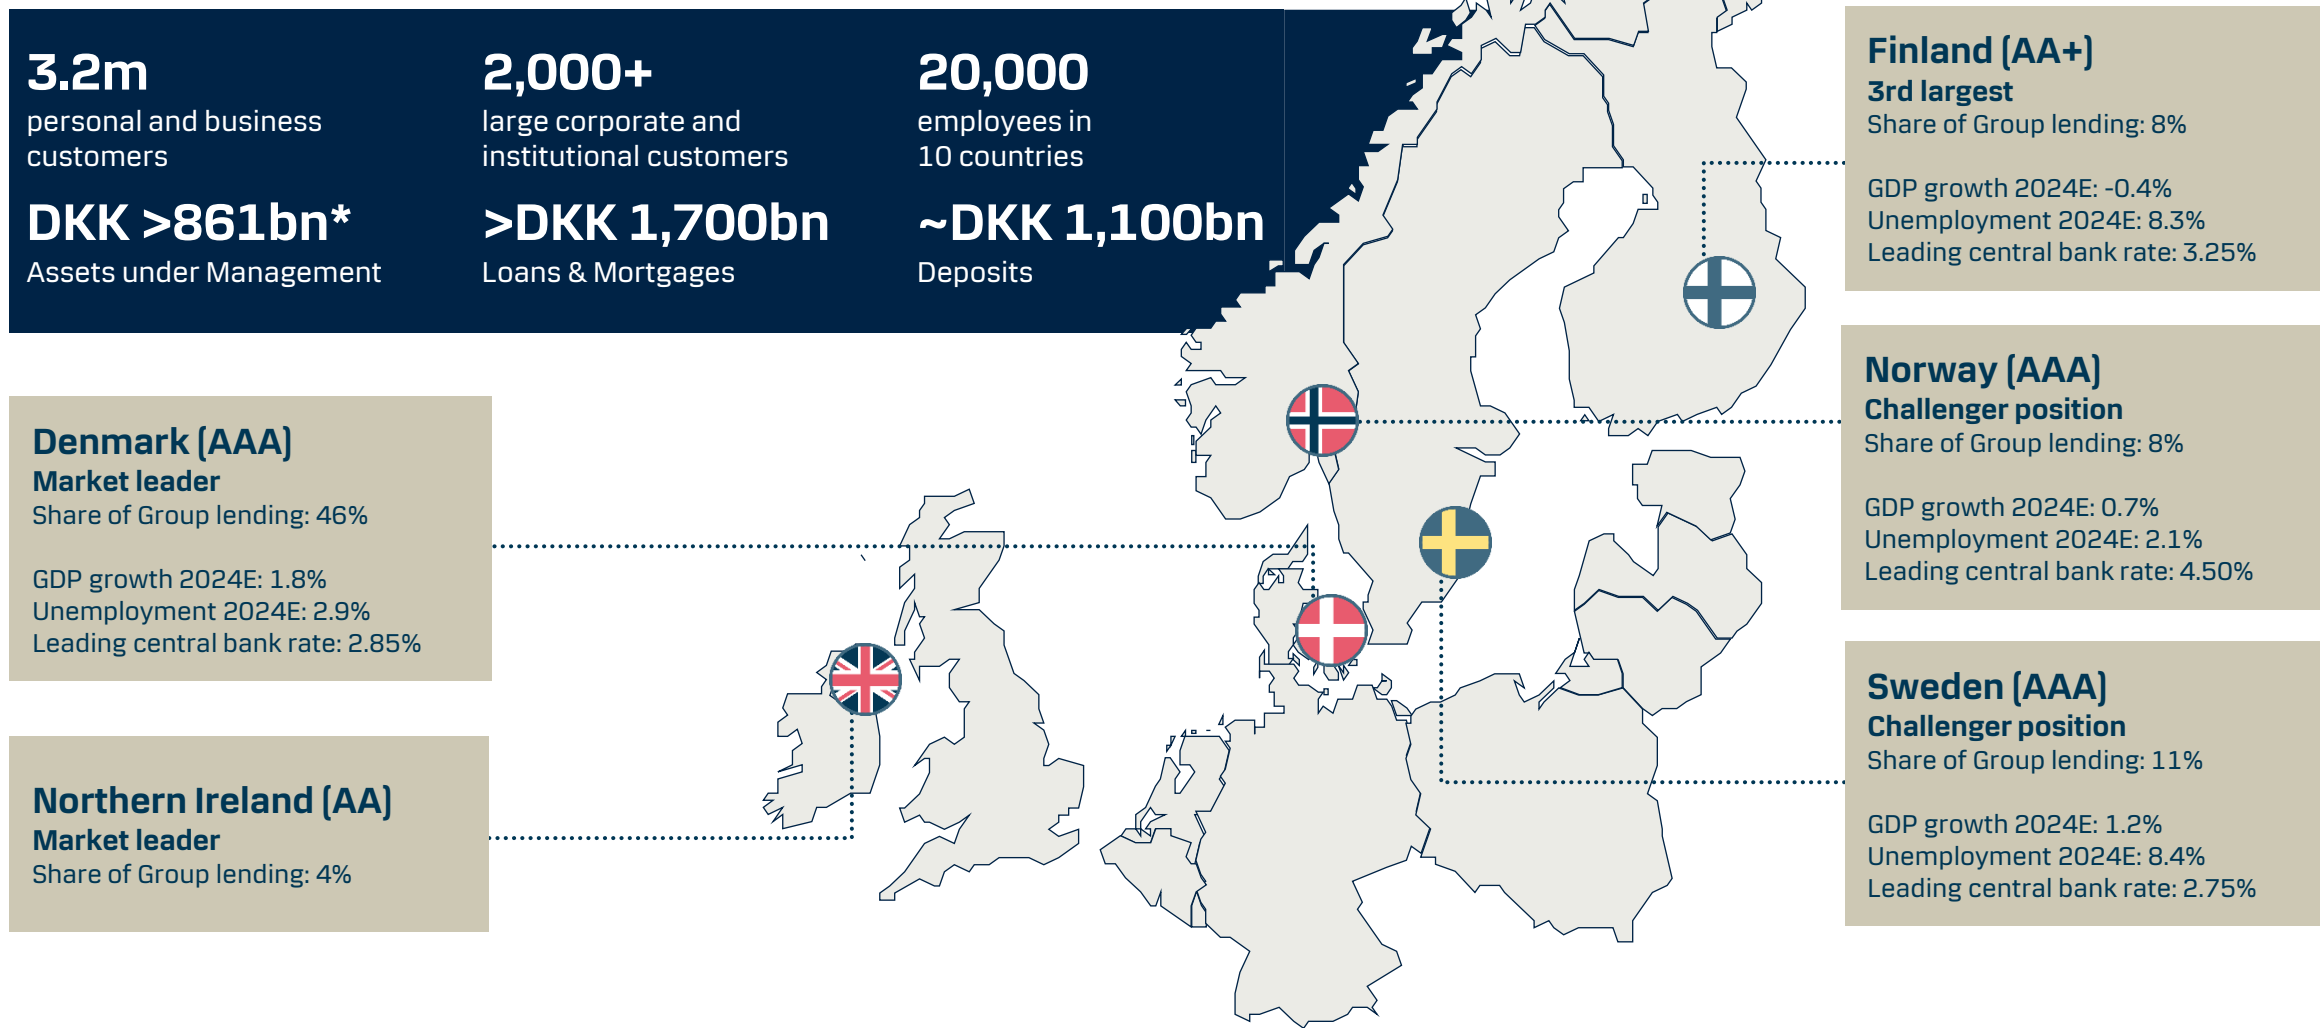 3.2m
personal and business
customers
2,000+
large corporate and
institutional customers
20,000
employees in
10 countries
DKK >861bn*
Assets under Management
>DKK 1,700bn
Loans & Mortgages
~DKK 1,100bn
Deposits
Finland (AA+)
3rd largest
Share of Group lending: 8%
GDP growth 2024E: -0.4%
Unemployment 2024E: 8.3%
Leading central bank rate: 3.25%
Norway (AAA)
Challenger position
Share of Group lending: 8%
GDP growth 2024E: 0.7%
Unemployment 2024E: 2.1%
Leading central bank rate: 4.50%
Denmark (AAA)
Market leader
Share of Group lending: 46%
GDP growth 2024E: 1.8%
Unemployment 2024E: 2.9%
Leading central bank rate: 2.85%
Sweden (AAA)
Challenger position
Share of Group lending: 11%
GDP growth 2024E: 1.2%
Unemployment 2024E: 8.4%
Leading central bank rate: 2.75%
Northern Ireland (AA)
Market leader
Share of Group lending: 4%